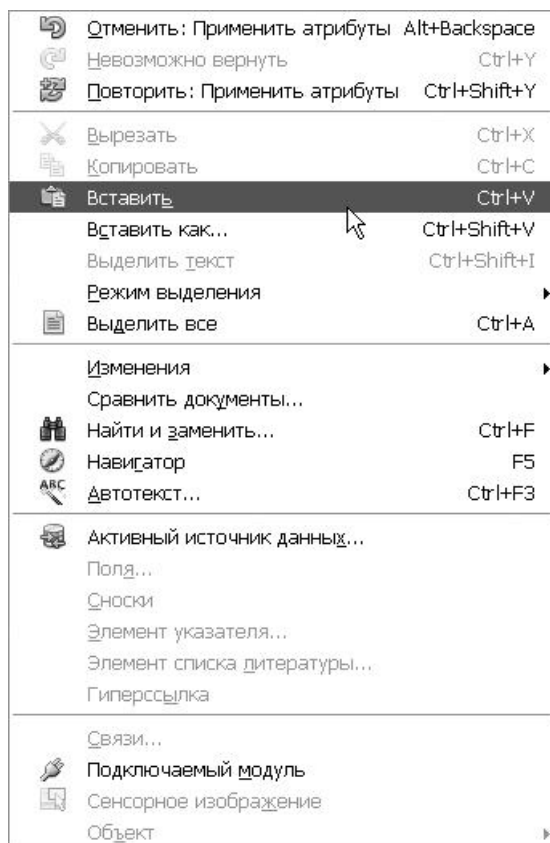 Отменить: Применить атрибуты Alt+Backspace
Невозможно вернуть Ctrl+Y
Повторить: Применить атрибуты Ctrl+Shift+Y
Вырезать Ctrl+X
Копировать Ctrl+C
Вставить Ctrl+V
Вставить как... Ctrl+Shift+V
Выделить текст Ctrl+Shift+I
Режим выделения
Выделить все Ctrl+A
Изменения
Сравнить документы...
Найти и заменить... Ctrl+F
Навигатор F5
ABC Автотекст... Ctrl+F3
Активный источник данных...
Поля...
Сноски
Элемент указателя...
Элемент списка литературы...
Гиперссылка
Связи...
Подключаемый модуль
Сенсорное изображение
Объект